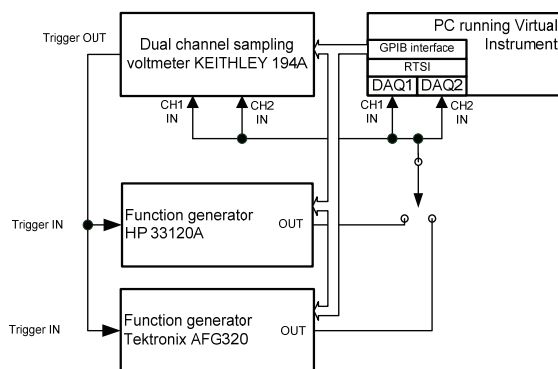 Trigger OUT
Dual channel sampling
voltmeter KEITHLEY 194A
PC running Virtual
Instrument
GPIB interface
RTSI
DAQ1
DAQ2
CH1
IN
CH2
IN
CH1
IN
CH2
IN
Trigger IN
Function generator
HP 33120A
OUT
Trigger IN
Function generator
Tektronix AFG320
OUT